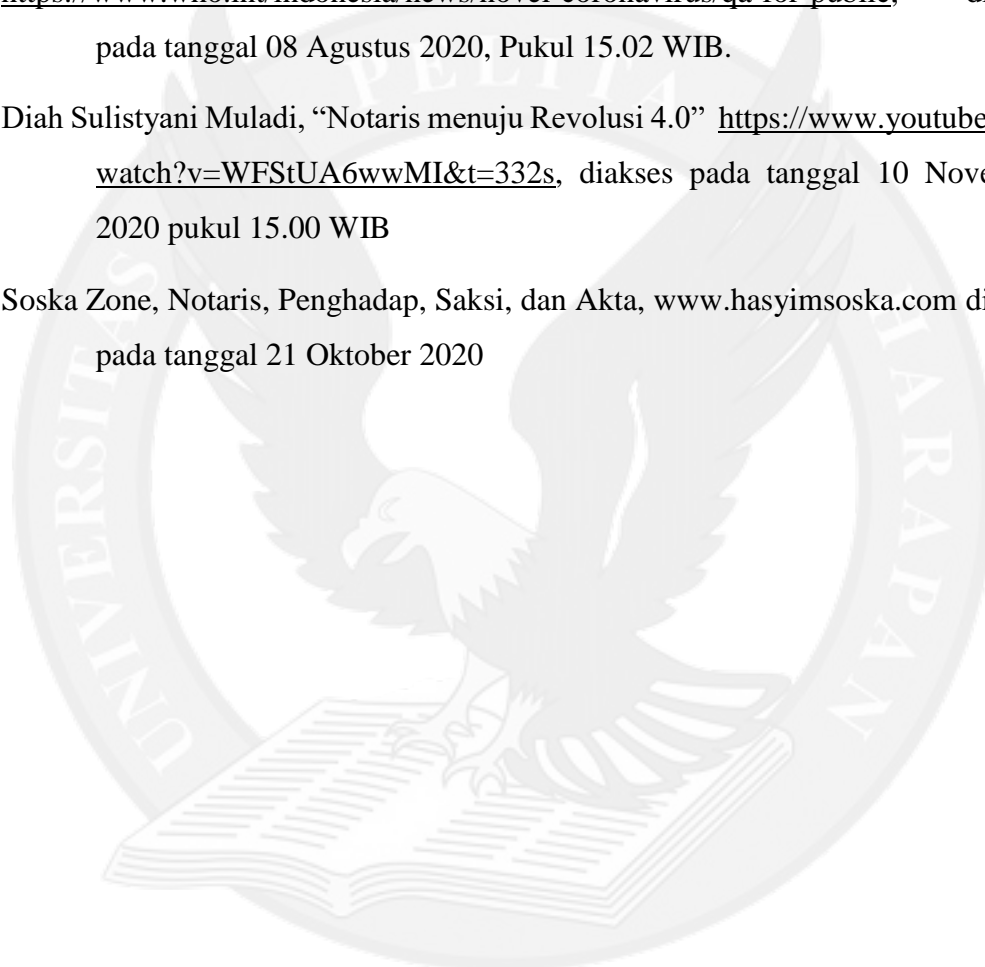 https://www.who.int/indonesia/news/novel-coronavirus/qa-for-public,
pada tanggal 08 Agustus 2020, Pukul 15.02 WIB.
Diah Sulistyani Muladi, “Notaris menuju Revolusi 4.0” https://www.youtube
watch?v=WFStUA6wwMI&t=332s, diakses pada tanggal 10 Nove
2020 pukul 15.00 WIB
Soska Zone, Notaris, Penghadap, Saksi, dan Akta, www.hasyimsoska.com di
pada tanggal 21 Oktober 2020
UNIVERSITAS PELITA HARAPAN